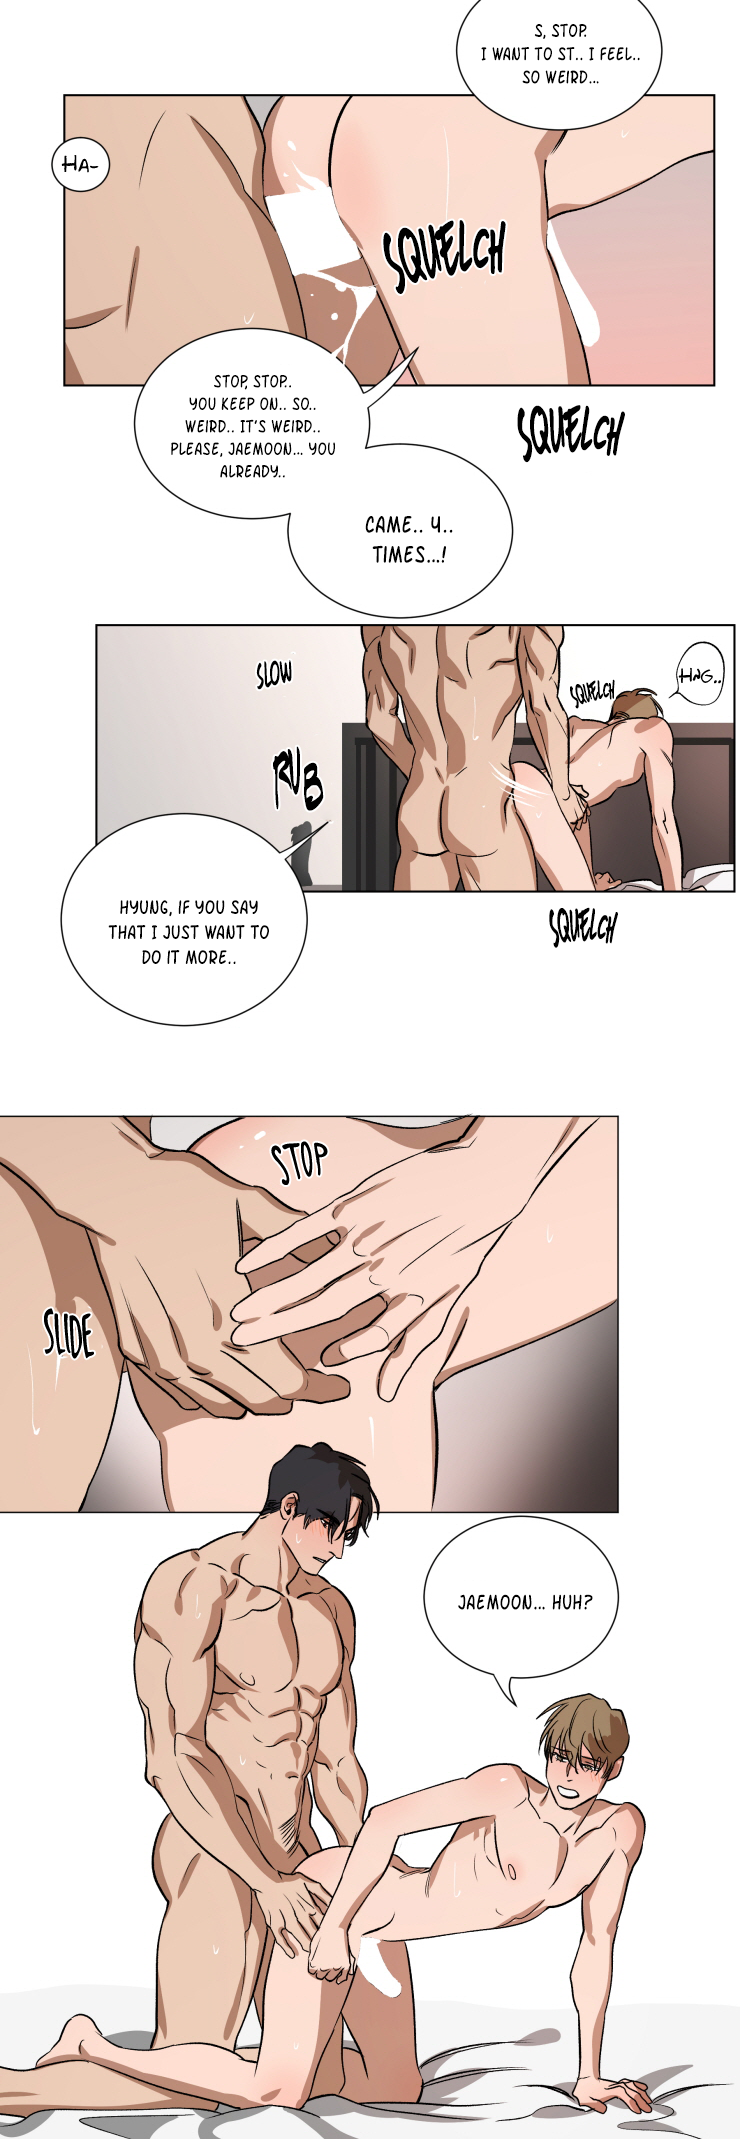 S, STOP.
I WANT TO ST.. I FEEL..
SO WEIRD...
HA-
SQUELCH
STOP, STOP..
YOU KEEP ON.. SO..
WEIRD.. IT'S WEIRD..
PLEASE, JAEMOON... YOU
ALREADY..
SQUELCH
CAME.. 4..
TIMES...!
SLOW
SQUELCH
HNG..
RUB
HYUNG, IF YOU SAY
THAT I JUST WANT TO
DO IT MORE..
SQUELCH
STOP
SLIDE
JAEMOON... HUH?